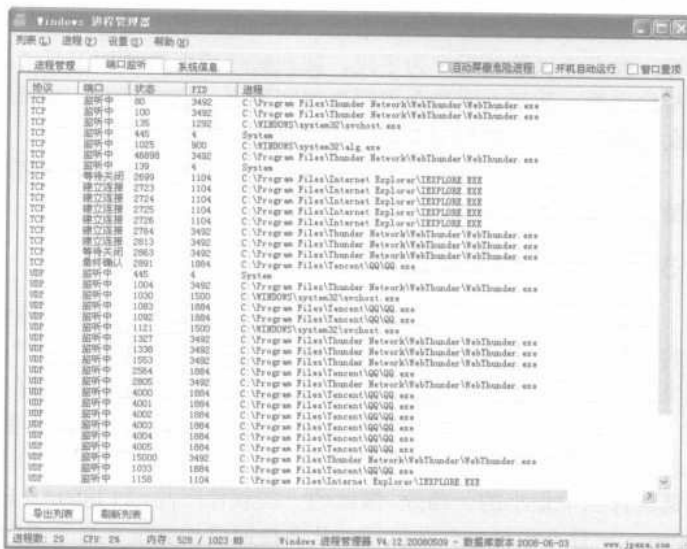 Windows 进程管理器
列表(L) 进程(P) 设置(S) 帮助(H)
进程管理 端口监听 系统信息 自动屏蔽危险进程 开机自动运行 窗口置顶
协议 端口 状态 PID 进程
TCP 监听中 80 3492 C:\Program Files\Thunder Network\WebThunder\WebThunder.exe
TCP 监听中 100 3492 C:\Program Files\Thunder Network\WebThunder\WebThunder.exe
TCP 监听中 135 1292 C:\WINDOWS\system32\svchost.exe
TCP 监听中 445 4 System
TCP 监听中 1025 900 C:\WINDOWS\system32\alg.exe
TCP 监听中 46898 3492 C:\Program Files\Thunder Network\WebThunder\WebThunder.exe
TCP 监听中 139 4 System
TCP 等待关闭 2699 1104 C:\Program Files\Internet Explorer\IEXPLORE.EXE
TCP 建立连接 2723 1104 C:\Program Files\Internet Explorer\IEXPLORE.EXE
TCP 建立连接 2724 1104 C:\Program Files\Internet Explorer\IEXPLORE.EXE
TCP 建立连接 2725 1104 C:\Program Files\Internet Explorer\IEXPLORE.EXE
TCP 建立连接 2726 1104 C:\Program Files\Internet Explorer\IEXPLORE.EXE
TCP 建立连接 2764 3492 C:\Program Files\Thunder Network\WebThunder\WebThunder.exe
TCP 建立连接 2813 3492 C:\Program Files\Thunder Network\WebThunder\WebThunder.exe
TCP 等待关闭 2863 3492 C:\Program Files\Thunder Network\WebThunder\WebThunder.exe
TCP 最终确认 2891 1884 C:\Program Files\Tencent\QQ\QQ.exe
UDP 监听中 445 4 System
UDP 监听中 1004 3492 C:\Program Files\Thunder Network\WebThunder\WebThunder.exe
UDP 监听中 1030 1500 C:\WINDOWS\system32\svchost.exe
UDP 监听中 1083 1884 C:\Program Files\Tencent\QQ\QQ.exe
UDP 监听中 1092 1884 C:\Program Files\Tencent\QQ\QQ.exe
UDP 监听中 1121 1500 C:\WINDOWS\system32\svchost.exe
UDP 监听中 1327 3492 C:\Program Files\Thunder Network\WebThunder\WebThunder.exe
UDP 监听中 1336 3492 C:\Program Files\Thunder Network\WebThunder\WebThunder.exe
UDP 监听中 1553 3492 C:\Program Files\Thunder Network\WebThunder\WebThunder.exe
UDP 监听中 2564 1884 C:\Program Files\Tencent\QQ\QQ.exe
UDP 监听中 2805 3492 C:\Program Files\Thunder Network\WebThunder\WebThunder.exe
UDP 监听中 4000 1884 C:\Program Files\Tencent\QQ\QQ.exe
UDP 监听中 4001 1884 C:\Program Files\Tencent\QQ\QQ.exe
UDP 监听中 4002 1884 C:\Program Files\Tencent\QQ\QQ.exe
UDP 监听中 4003 1884 C:\Program Files\Tencent\QQ\QQ.exe
UDP 监听中 4004 1884 C:\Program Files\Tencent\QQ\QQ.exe
UDP 监听中 4005 1884 C:\Program Files\Tencent\QQ\QQ.exe
UDP 监听中 15000 3492 C:\Program Files\Thunder Network\WebThunder\WebThunder.exe
UDP 监听中 1033 1884 C:\Program Files\Tencent\QQ\QQ.exe
UDP 监听中 1158 1104 C:\Program Files\Internet Explorer\IEXPLORE.EXE
导出列表 刷新列表
进程数: 29 CPU: 2% 内存: 528 / 1023 MB Windows 进程管理器 V4.12.20080509 - 数据库版本 2008-06-03